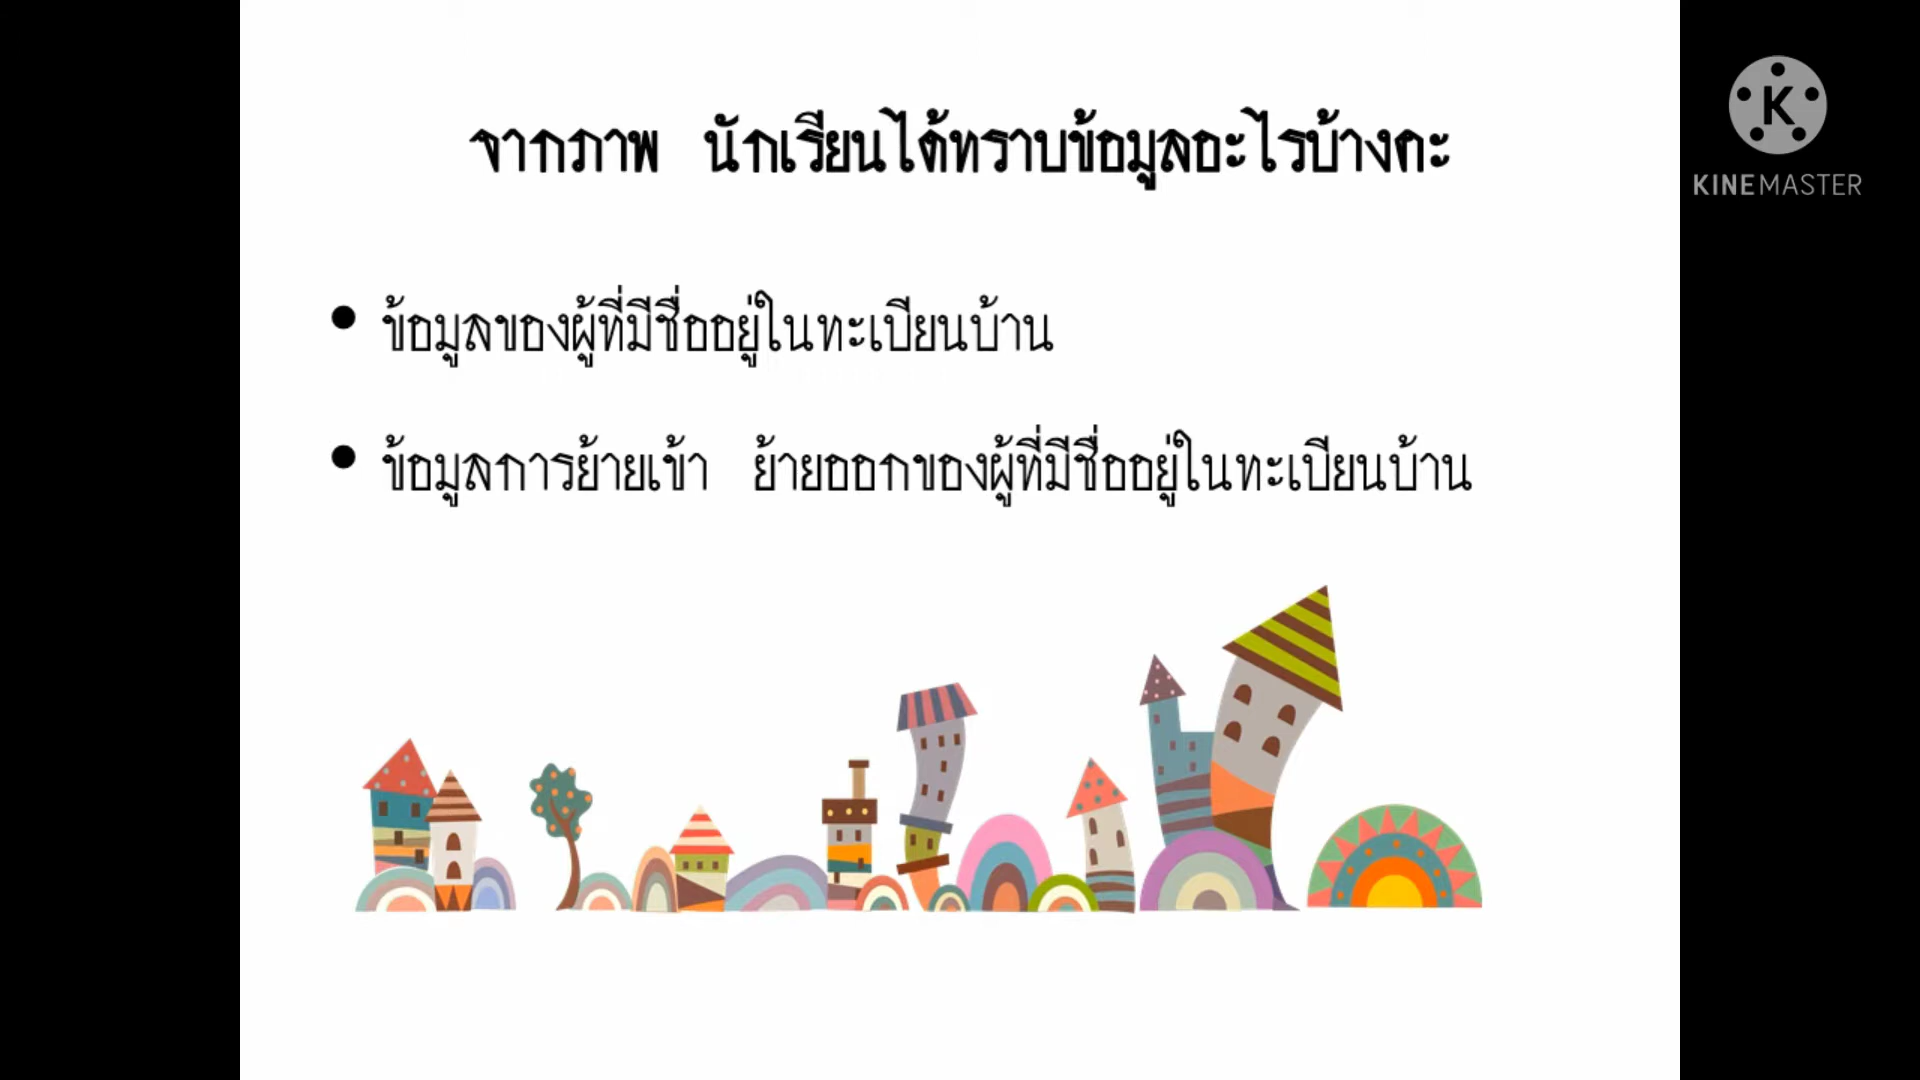 จากภาพ นักเรียนได้ทราบข้อมูลอะไรบ้างคะ
KINEMASTER
• ข้อมูลของผู้ที่มีชื่ออยู่ในทะเบียนบ้าน
• ข้อมูลการย้ายเข้า ย้ายออกของผู้ที่มีชื่ออยู่ในทะเบียนบ้าน